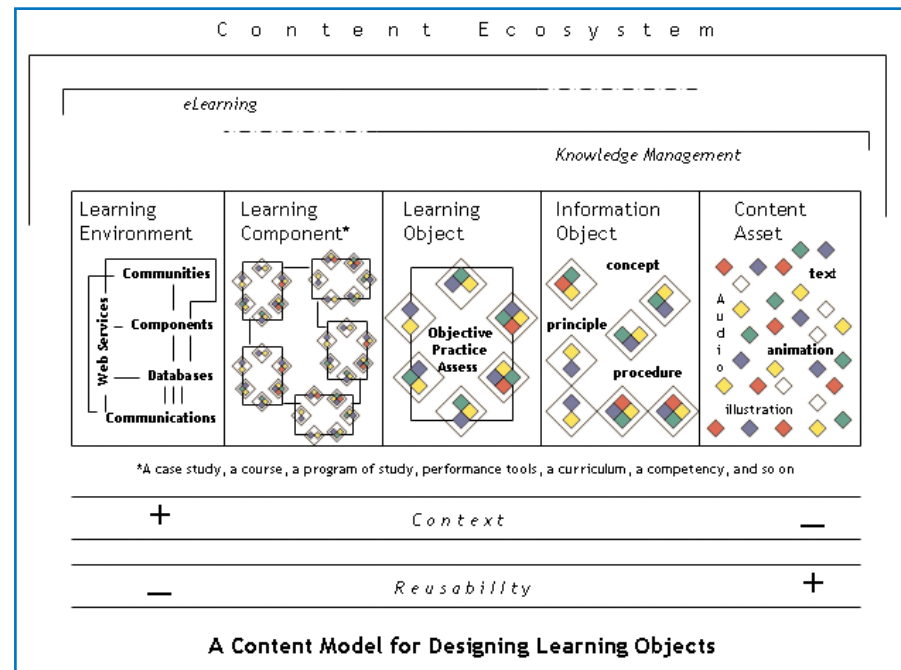 Content Ecosystem
eLearning
Knowledge Management
Learning
Environment
Web Services
Communities
Components
Databases
Communications
Learning
Component*
Learning
Object
Objective
Practice
Assess
Information
Object
concept
principle
procedure
Content
Asset
text
Audio
animation
illustration
*A case study, a course, a program of study, performance tools, a curriculum, a competency, and so on
+ Context −
− Reusability +
A Content Model for Designing Learning Objects